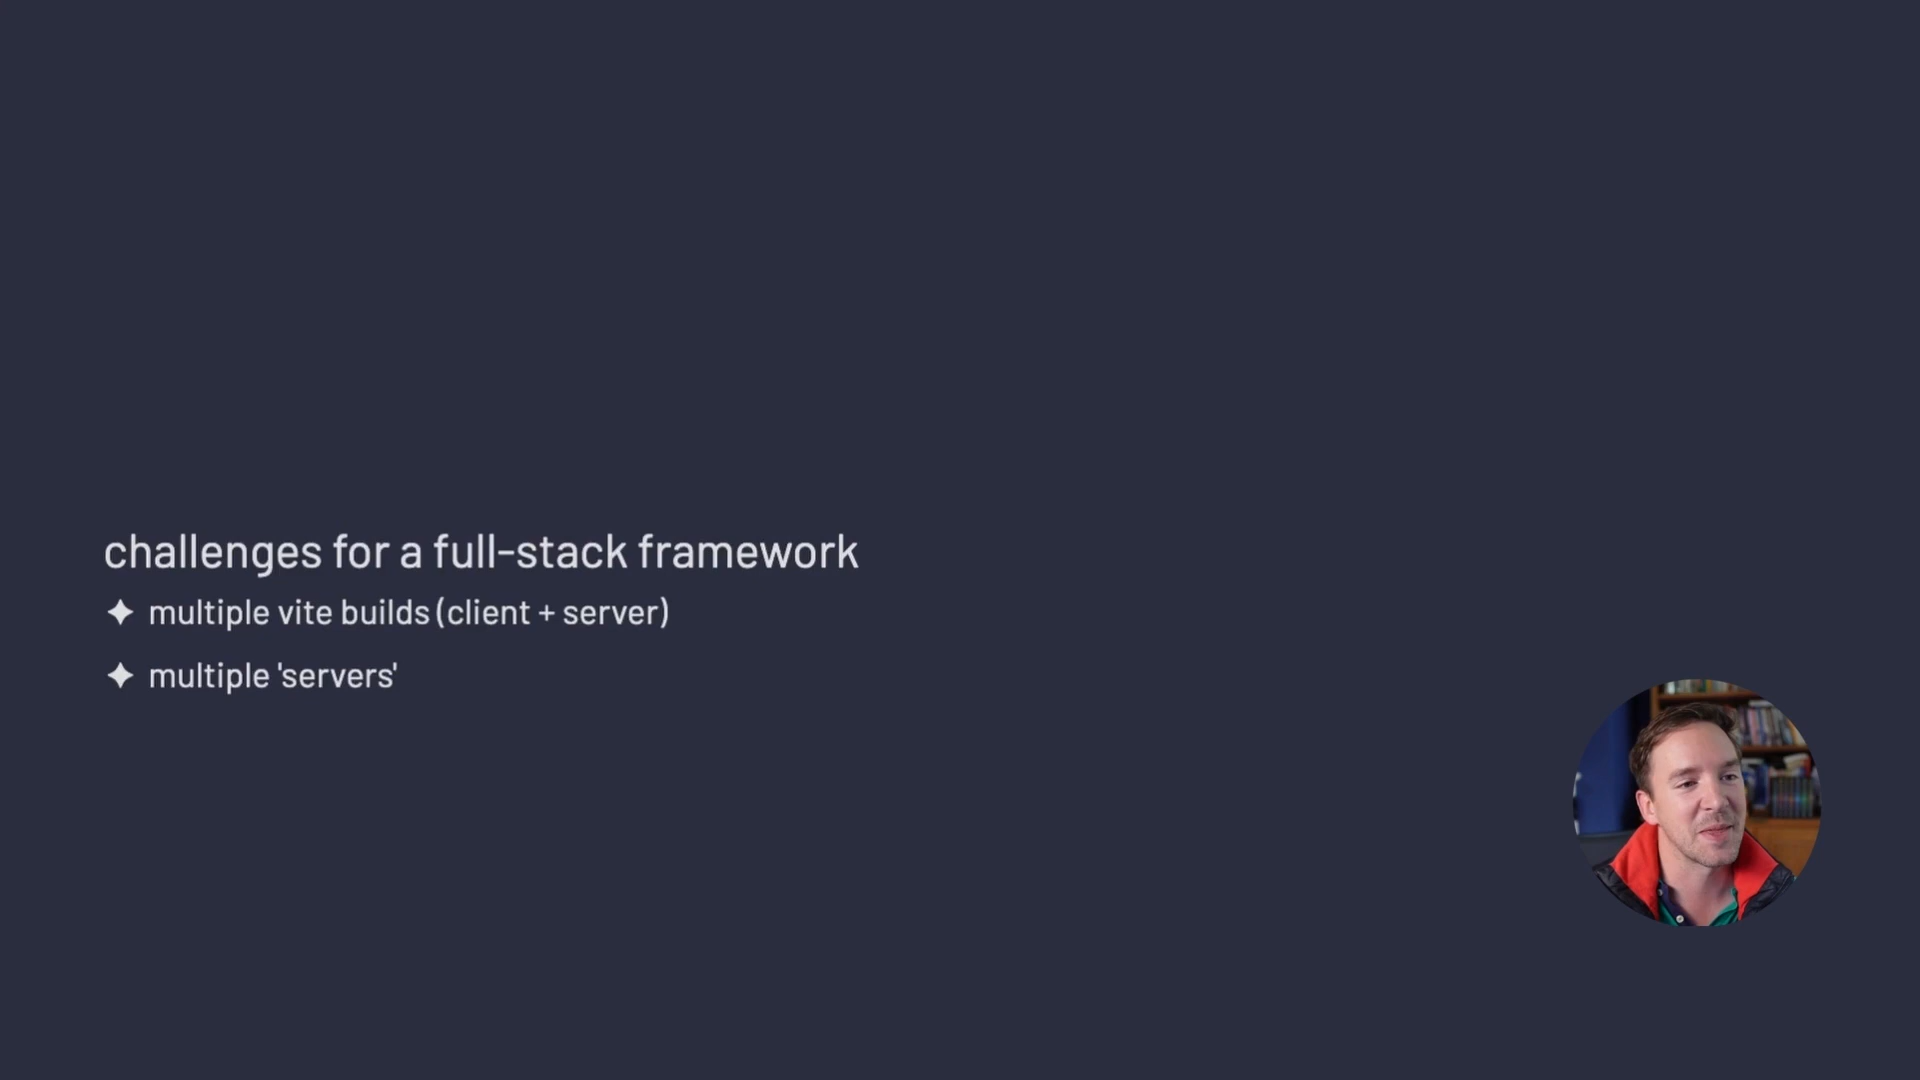 challenges for a full-stack framework
✦ multiple vite builds (client + server)
✦ multiple 'servers'